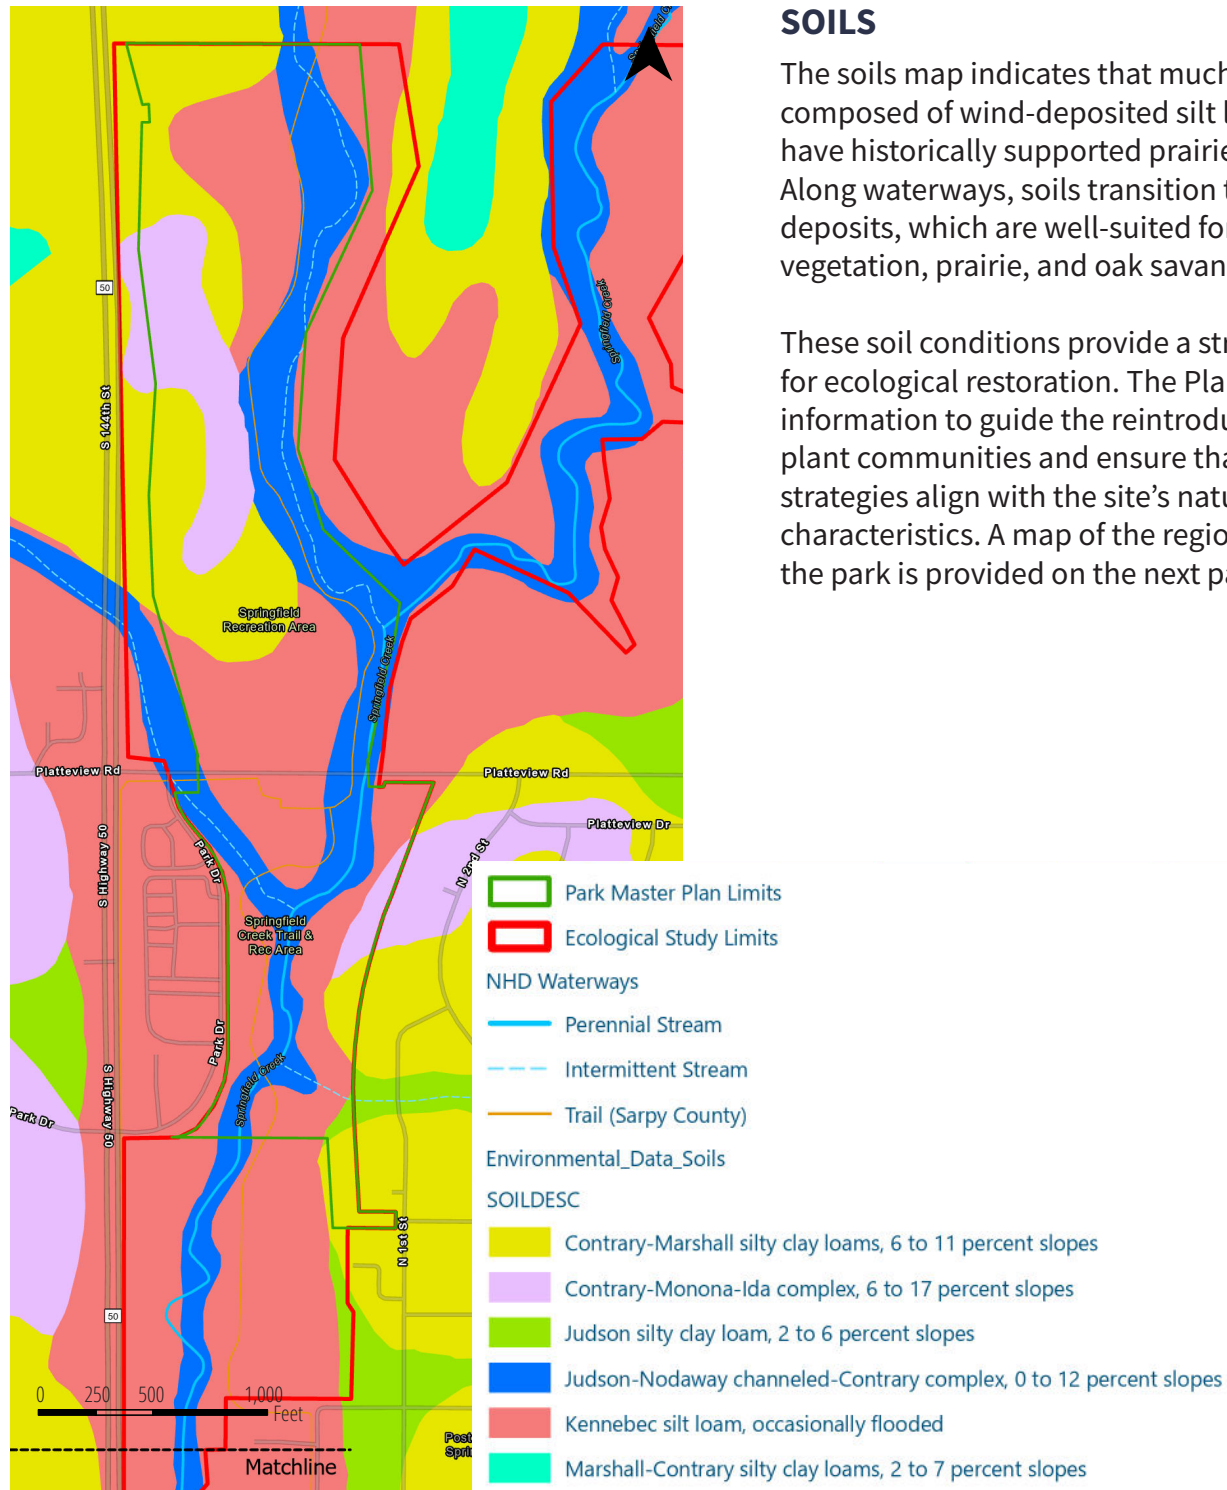 SOILS
The soils map indicates that much
composed of wind-deposited silt
have historically supported prairie
Along waterways, soils transition
deposits, which are well-suited for
vegetation, prairie, and oak savan
These soil conditions provide a str
for ecological restoration. The Pla
information to guide the reintrodu
plant communities and ensure tha
strategies align with the site's natu
characteristics. A map of the regio
the park is provided on the next pa
Springfield Creek
50
S 144th St
Springfield
Recreation Area
Springfield Creek
Platteview Rd
Platteview Rd
Platteview Dr
N 2nd St
S Highway 50
Park Dr
Springfield
Creek Trail &
Rec Area
Park Dr
Springfield Creek
S Highway 50
Park Dr
N 1st St
50
0 250 500 1,000
Feet
Matchline
Post
Spri
Park Master Plan Limits
Ecological Study Limits
NHD Waterways
Perennial Stream
Intermittent Stream
Trail (Sarpy County)
Environmental_Data_Soils
SOILDESC
Contrary-Marshall silty clay loams, 6 to 11 percent slopes
Contrary-Monona-Ida complex, 6 to 17 percent slopes
Judson silty clay loam, 2 to 6 percent slopes
Judson-Nodaway channeled-Contrary complex, 0 to 12 percent slopes
Kennebec silt loam, occasionally flooded
Marshall-Contrary silty clay loams, 2 to 7 percent slopes